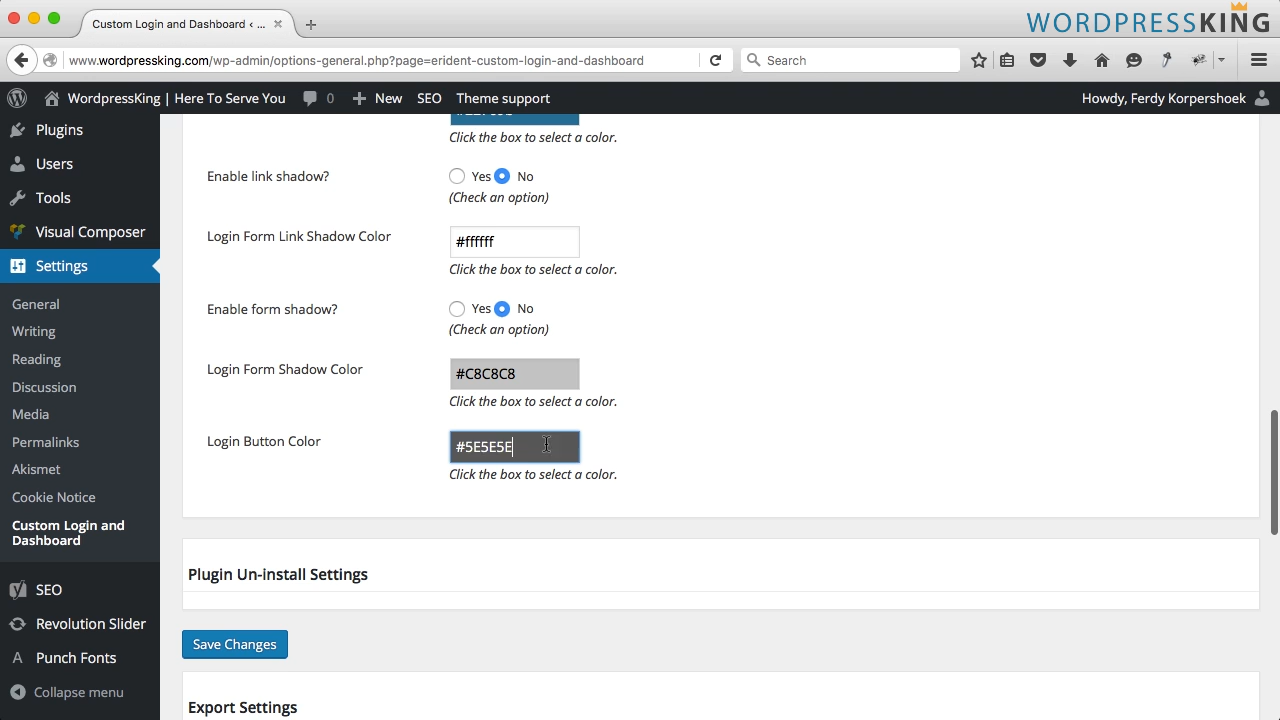 Custom Login and Dashboard ‹ ...
WORDPRESSKING
www.wordpressking.com/wp-admin/options-general.php?page=erident-custom-login-and-dashboard
Search
WordpressKing | Here To Serve You
0
New
SEO
Theme support
Howdy, Ferdy Korpershoek
Plugins
Users
Tools
Visual Composer
Settings
General
Writing
Reading
Discussion
Media
Permalinks
Akismet
Cookie Notice
Custom Login and
Dashboard
SEO
Revolution Slider
Punch Fonts
Collapse menu
Click the box to select a color.
Enable link shadow?
Yes No
(Check an option)
Login Form Link Shadow Color
#ffffff
Click the box to select a color.
Enable form shadow?
Yes No
(Check an option)
Login Form Shadow Color
#C8C8C8
Click the box to select a color.
Login Button Color
#5E5E5E
Click the box to select a color.
Plugin Un-install Settings
Save Changes
Export Settings